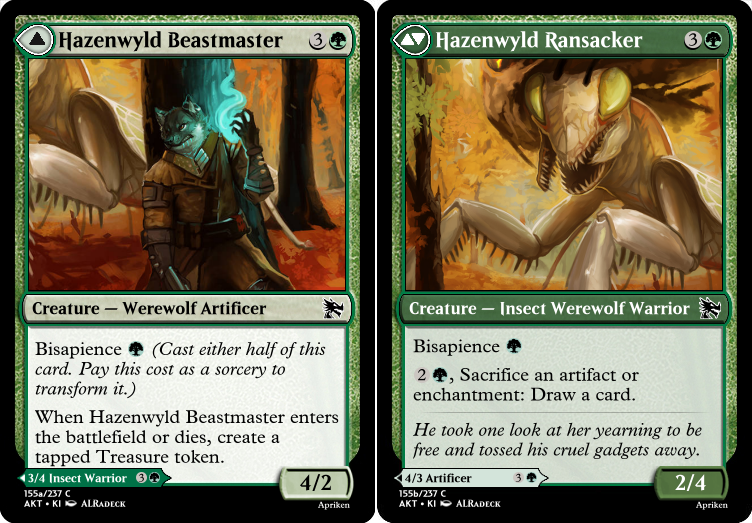 Hazenwyld Beastmaster 3
Creature — Werewolf Artificer
Bisapience (Cast either half of this
card. Pay this cost as a sorcery to
transform it.)
When Hazenwyld Beastmaster enters
the battlefield or dies, create a
tapped Treasure token.
3/4 Insect Warrior 3
4/2
155a/237 C
AKT • KI ALRadeck
Apriken
Hazenwyld Ransacker 3
Creature — Insect Werewolf Warrior
Bisapience
2 , Sacrifice an artifact or
enchantment: Draw a card.
He took one look at her yearning to be
free and tossed his cruel gadgets away.
4/3 Artificer 3
2/4
155b/237 C
AKT • KI ALRadeck
Apriken